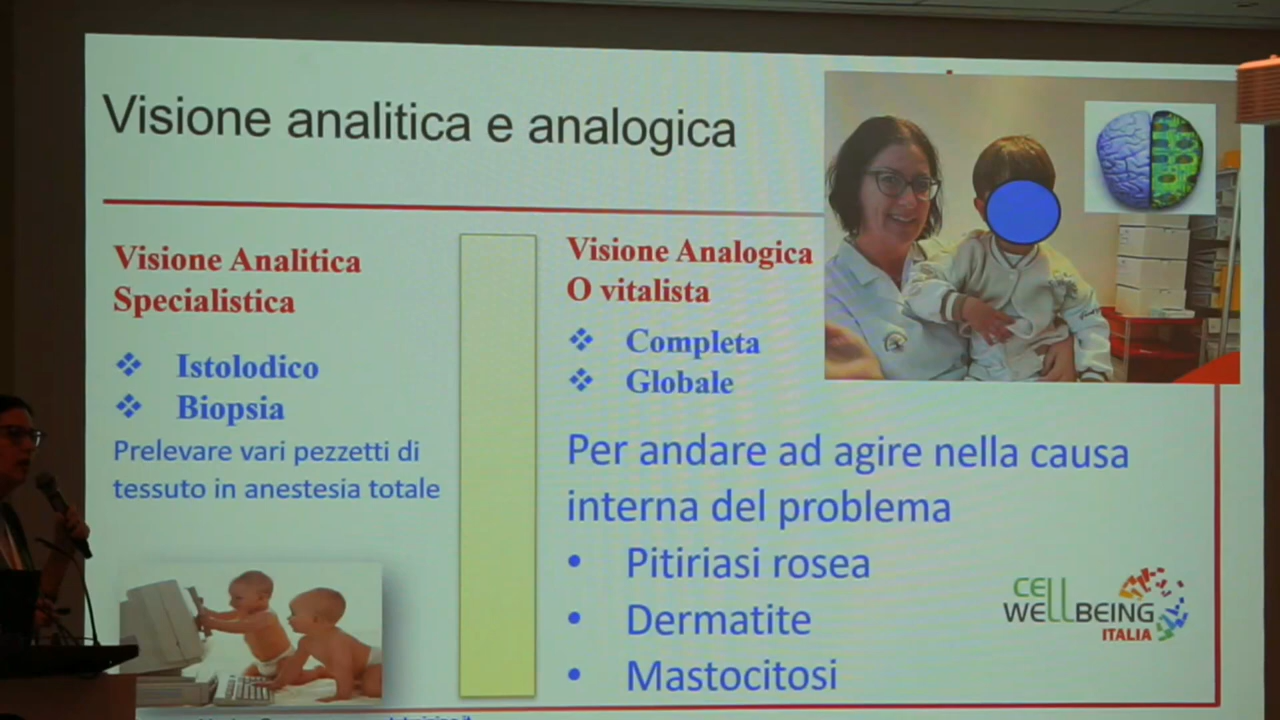 Visione analitica e analogica
Visione Analitica
Specialistica
Istolodico
Biopsia
Prelevare vari pezzetti di
tessuto in anestesia totale
Visione Analogica
O vitalista
Completa
Globale
Per andare ad agire nella causa
interna del problema
Pitiriasi rosea
Dermatite
Mastocitosi
CELL
WELLBEING
ITALIA